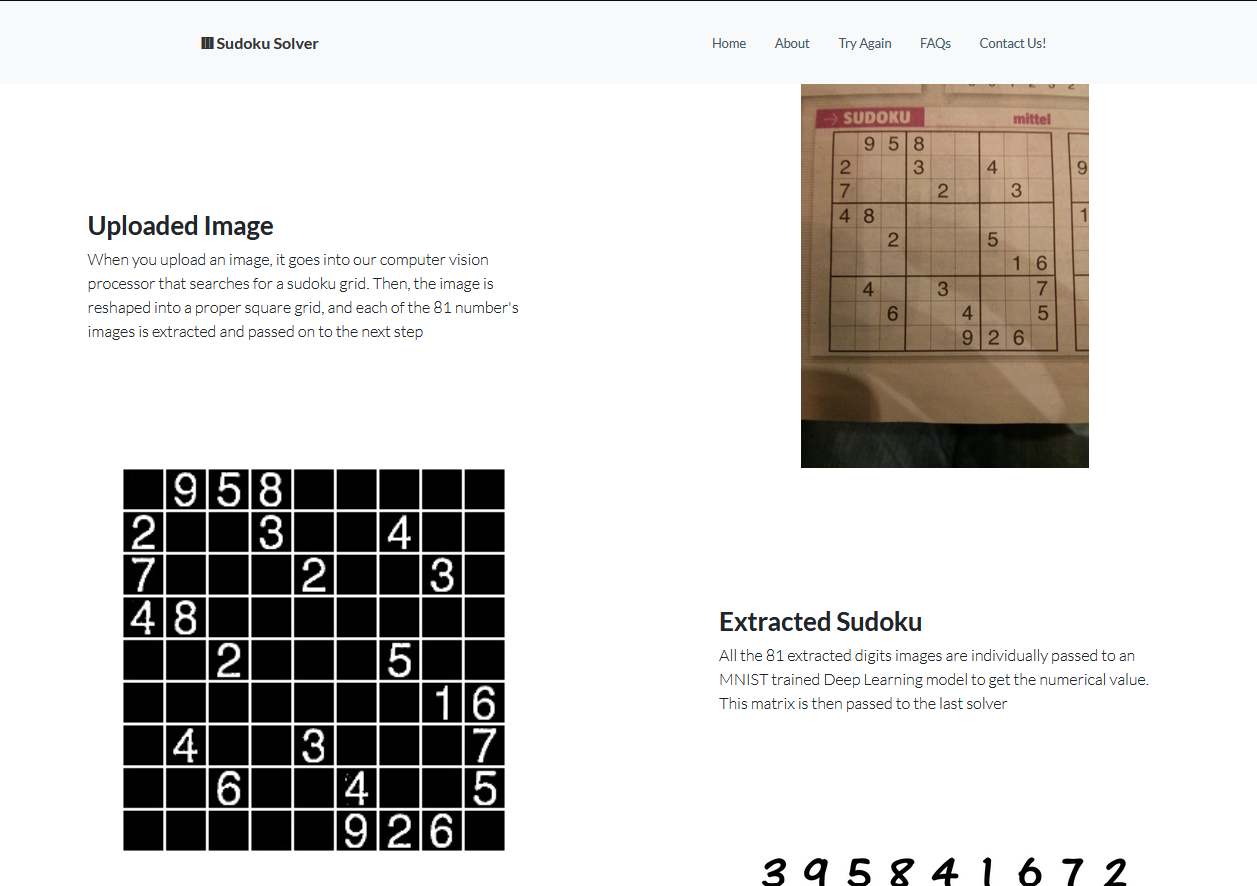 Sudoku Solver
Home About Try Again FAQs Contact Us!
SUDOKU mittel
9 5 8
2 3 4 9
7 2 3
4 8 1
2 5
1 6
4 3 7
6 4 5
9 2 6
Uploaded Image
When you upload an image, it goes into our computer vision
processor that searches for a sudoku grid. Then, the image is
reshaped into a proper square grid, and each of the 81 number's
images is extracted and passed on to the next step
9 5 8
2 3 4
7 2 3
4 8
2 5
1 6
4 3 7
6 4 5
9 2 6
Extracted Sudoku
All the 81 extracted digits images are individually passed to an
MNIST trained Deep Learning model to get the numerical value.
This matrix is then passed to the last solver
3 9 5 8 4 1 6 7 2